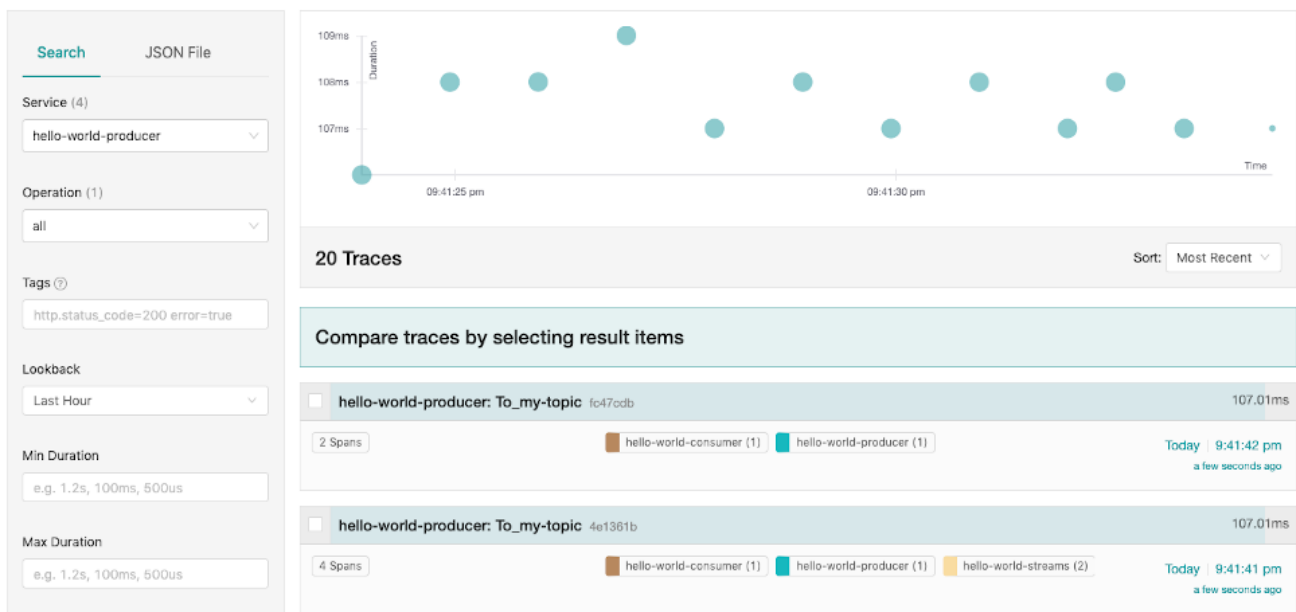 Search JSON File
Service (4)
hello-world-producer
Operation (1)
all
Tags ?
http.status_code=200 error=true
Lookback
Last Hour
Min Duration
e.g. 1.2s, 100ms, 500us
Max Duration
e.g. 1.2s, 100ms, 500us
109ms
Duration
108ms
107ms
Time
09:41:25 pm 09:41:30 pm
20 Traces Sort: Most Recent
Compare traces by selecting result items
hello-world-producer: To_my-topic fc47cdb 107.01ms
2 Spans hello-world-consumer (1) hello-world-producer (1) Today 9:41:42 pm
a few seconds ago
hello-world-producer: To_my-topic 4e1361b 107.01ms
4 Spans hello-world-consumer (1) hello-world-producer (1) hello-world-streams (2) Today 9:41:41 pm
a few seconds ago